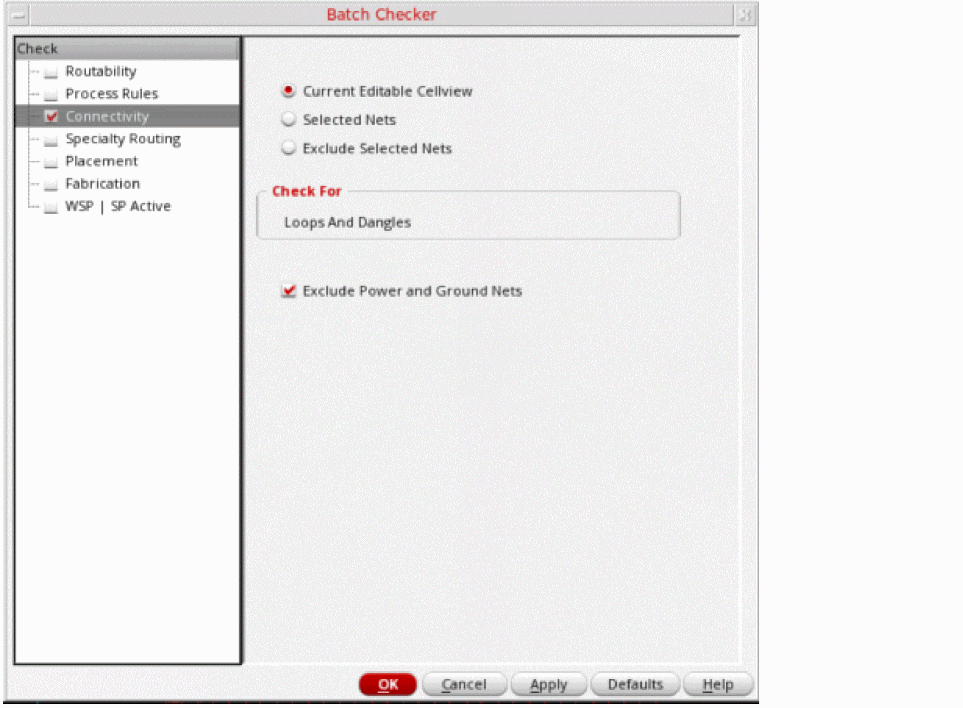 Batch Checker
Check
Routability
Process Rules
Connectivity
Specialty Routing
Placement
Fabrication
WSP | SP Active
Current Editable Cellview
Selected Nets
Exclude Selected Nets
Check For
Loops And Dangles
Exclude Power and Ground Nets
OK Cancel Apply Defaults Help